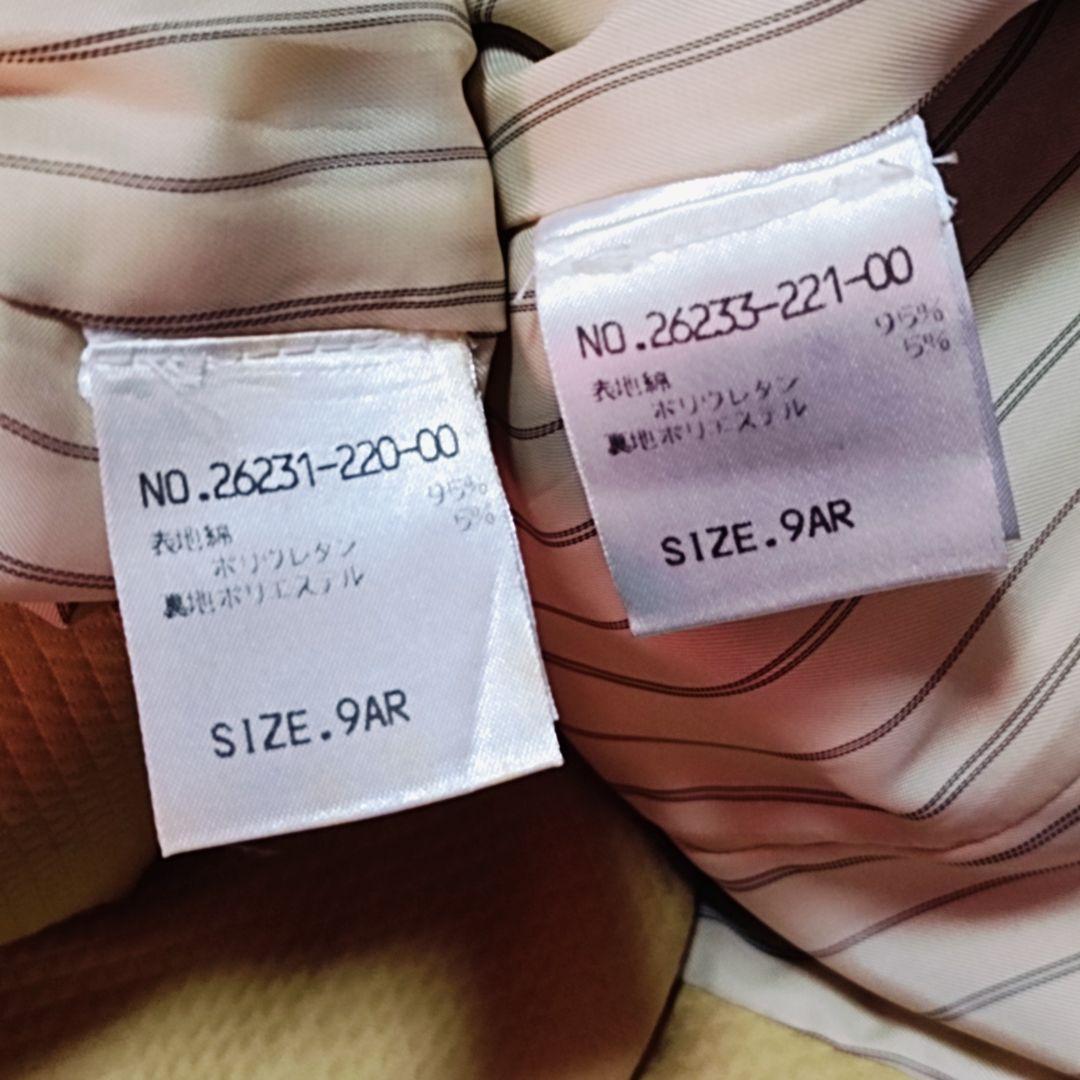 NO.26231-220-00
表地綿 95%
ポリウレタン 5%
裏地ポリエステル
SIZE.9AR
NO.26233-221-00
表地綿 95%
ポリウレタン 5%
裏地ポリエステル
SIZE.9AR